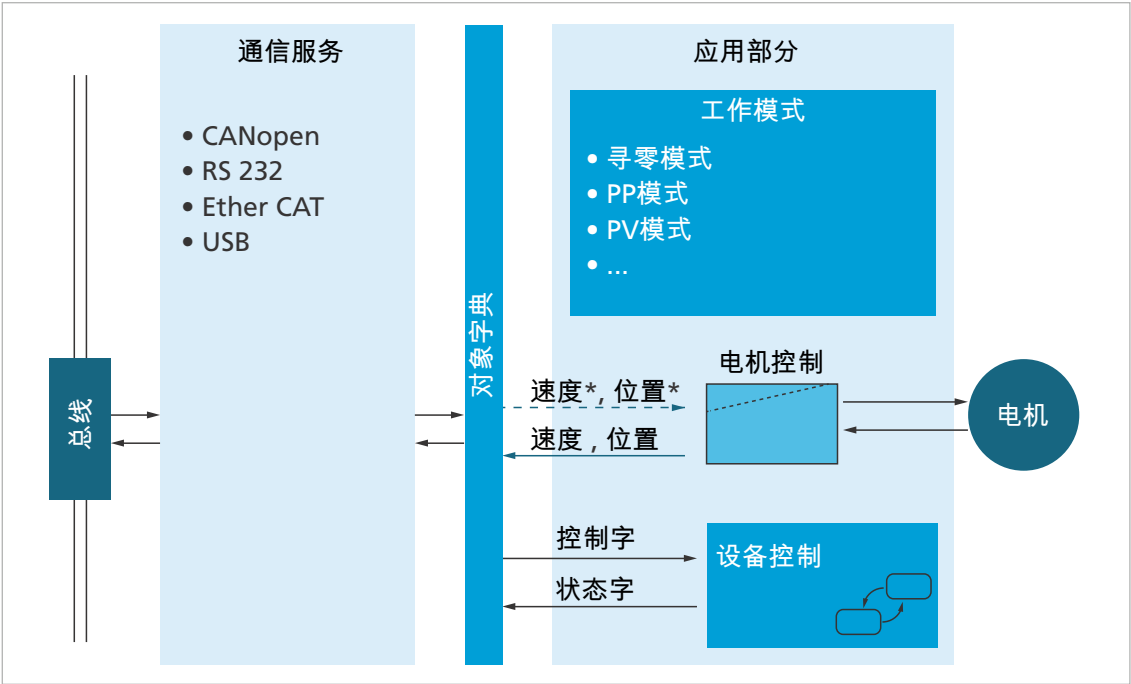 通信服务
• CANopen
• RS 232
• Ether CAT
• USB
总线
对象字典
应用部分
工作模式
• 寻零模式
• PP模式
• PV模式
• ...
电机控制
速度*, 位置*
速度 , 位置
电机
控制字
状态字
设备控制